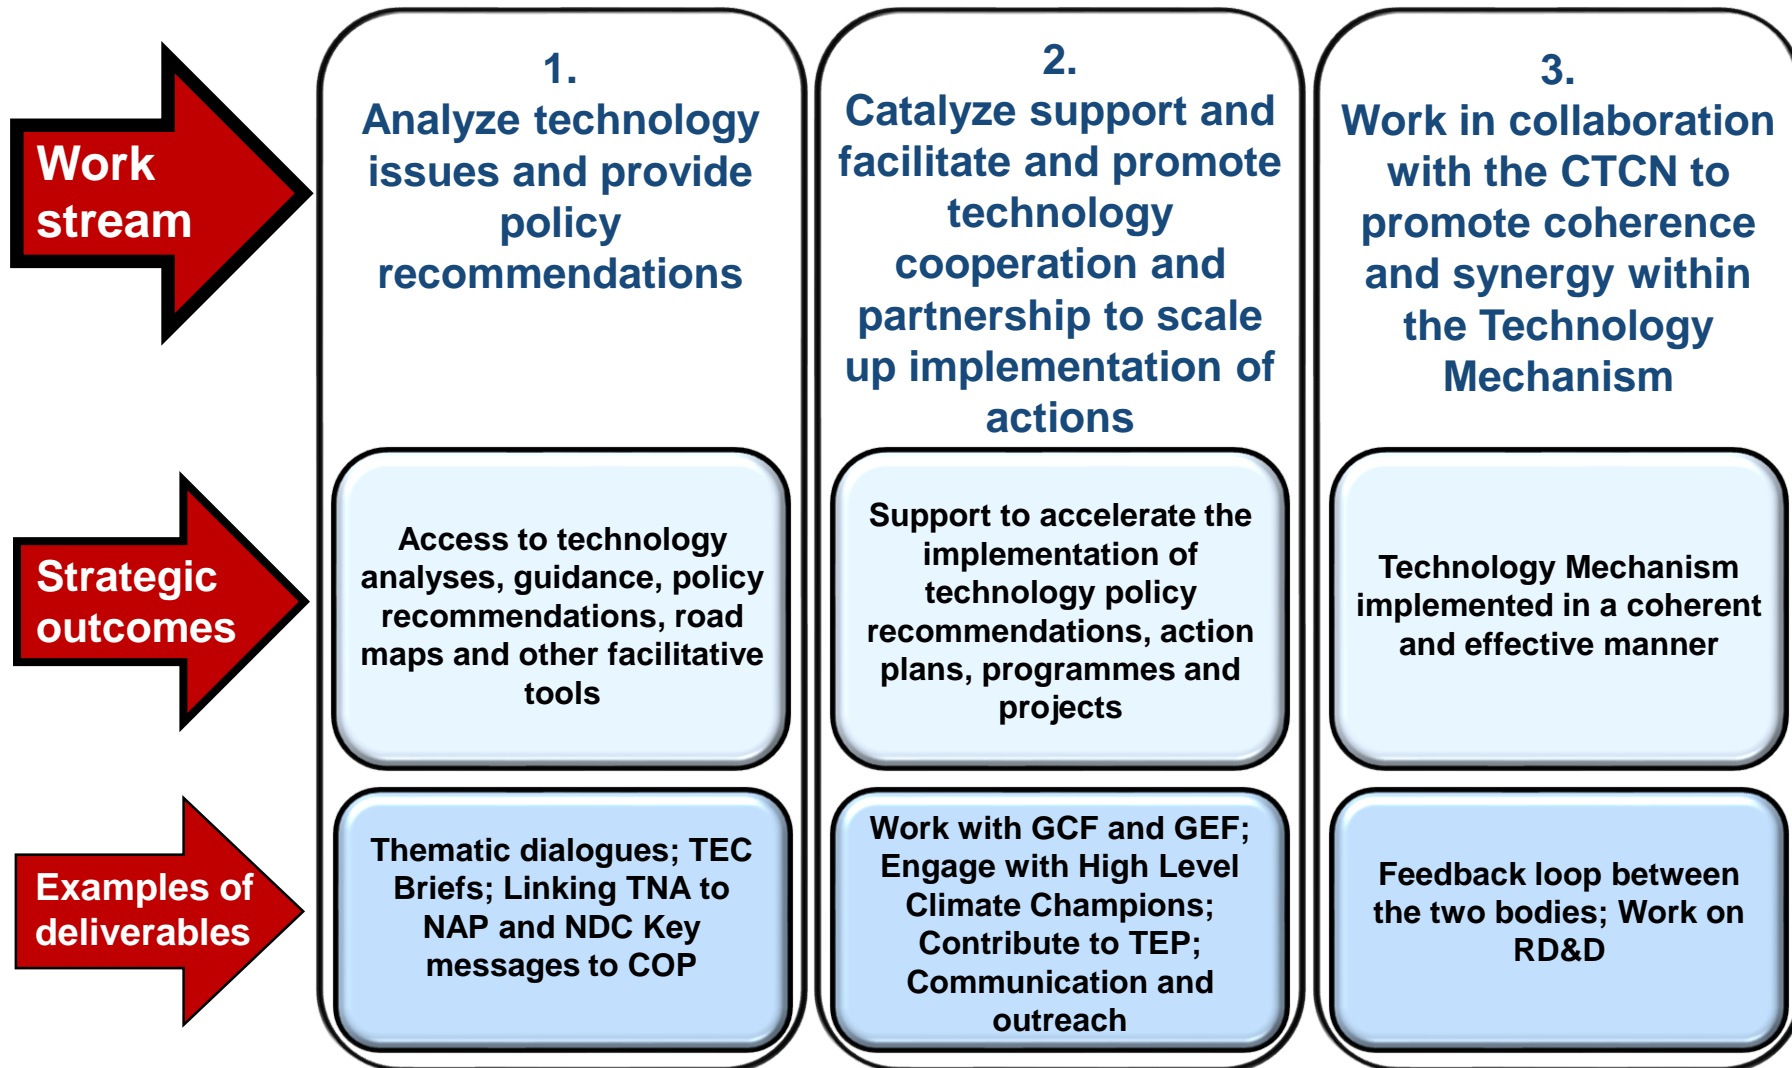 Work
stream
1.
Analyze technology
issues and provide
policy
recommendations
2.
Catalyze support and
facilitate and promote
technology
cooperation and
partnership to scale
up implementation of
actions
3.
Work in collaboration
with the CTCN to
promote coherence
and synergy within
the Technology
Mechanism
Strategic
outcomes
Access to technology
analyses, guidance, policy
recommendations, road
maps and other facilitative
tools
Support to accelerate the
implementation of
technology policy
recommendations, action
plans, programmes and
projects
Technology Mechanism
implemented in a coherent
and effective manner
Examples of
deliverables
Thematic dialogues; TEC
Briefs; Linking TNA to
NAP and NDC Key
messages to COP
Work with GCF and GEF;
Engage with High Level
Climate Champions;
Contribute to TEP;
Communication and
outreach
Feedback loop between
the two bodies; Work on
RD&D